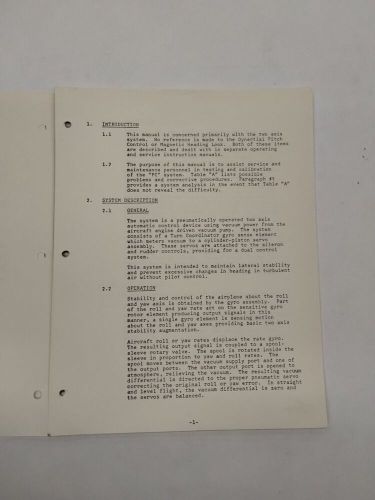 1. INTRODUCTION
1.1 This manual is concerned primarily with the two axis
system. No reference is made to the Dynertial Pitch
Control or Magnetic Heading Lock. Both of these items
are described and dealt with in separate operating
and service instruction manuals.
1.2 The purpose of this manual is to assist service and
maintenance personnel in heading and calibration
of the "PC" system. Table "A" lists possible
problems and corrective procedures. Appendix #1
provides a system analysis in the event that Table "A"
does not reveal the difficulty.
2. SYSTEM DESCRIPTION
2.1 GENERAL
The system is a pneumatically operated two axis
automatic control device using vacuum power from the
aircraft engine driven vacuum pump. The system
consists of a Turn Coordinator gyro sense element
which meters vacuum to a cylinder-piston servo
assembly. These servos are attached to the aileron
and rudder controls, providing for a dual control
system.
This system is intended to maintain lateral stability
and prevent excessive changes in heading in turbulent
air without pilot control.
2.2 OPERATION
Stability and control of the airplane about the roll
and yaw axis is obtained by the gyro assembly. Part
of the roll and yaw rate act on the sensitive gyro
rotor element producing output signals in this
manner, a single gyro element is sensing motion
about the roll and yaw axes providing basic two axis
stability augmentation.
Aircraft roll or yaw rates displace the rate gyro.
The resulting output signal is coupled to a spool-
sleeve rotary valve. The spool is rotated inside the
sleeve in proportion to yaw and roll rates. The
spool moves between the vacuum supply port and one of
the output ports. The other output port is opened to
atmosphere, relieving the vacuum. The resulting vacuum
differential is directed to the proper pneumatic servo
correcting the original roll or yaw error. In straight
and level flight, the vacuum differential is zero and
the servos are balanced.
-1-